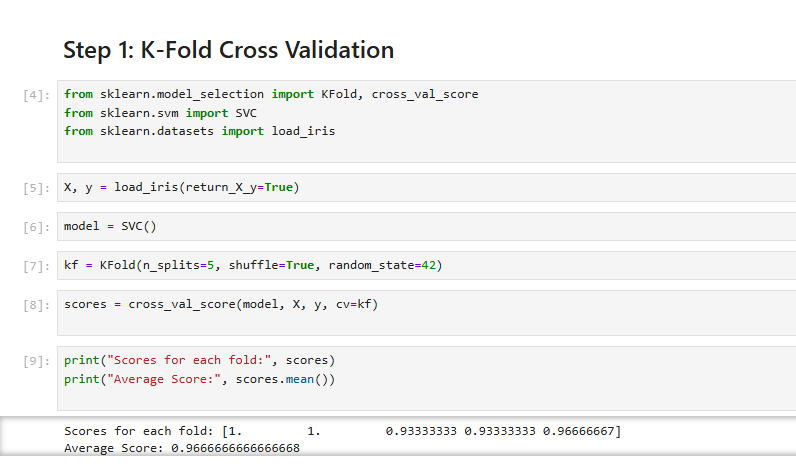 Step 1: K-Fold Cross Validation
[4]: from sklearn.model_selection import KFold, cross_val_score
from sklearn.svm import SVC
from sklearn.datasets import load_iris
[5]: X, y = load_iris(return_X_y=True)
[6]: model = SVC()
[7]: kf = KFold(n_splits=5, shuffle=True, random_state=42)
[8]: scores = cross_val_score(model, X, y, cv=kf)
[9]: print("Scores for each fold:", scores)
print("Average Score:", scores.mean())
Scores for each fold: [1.         1.         0.93333333 0.93333333 0.96666667]
Average Score: 0.9666666666666668